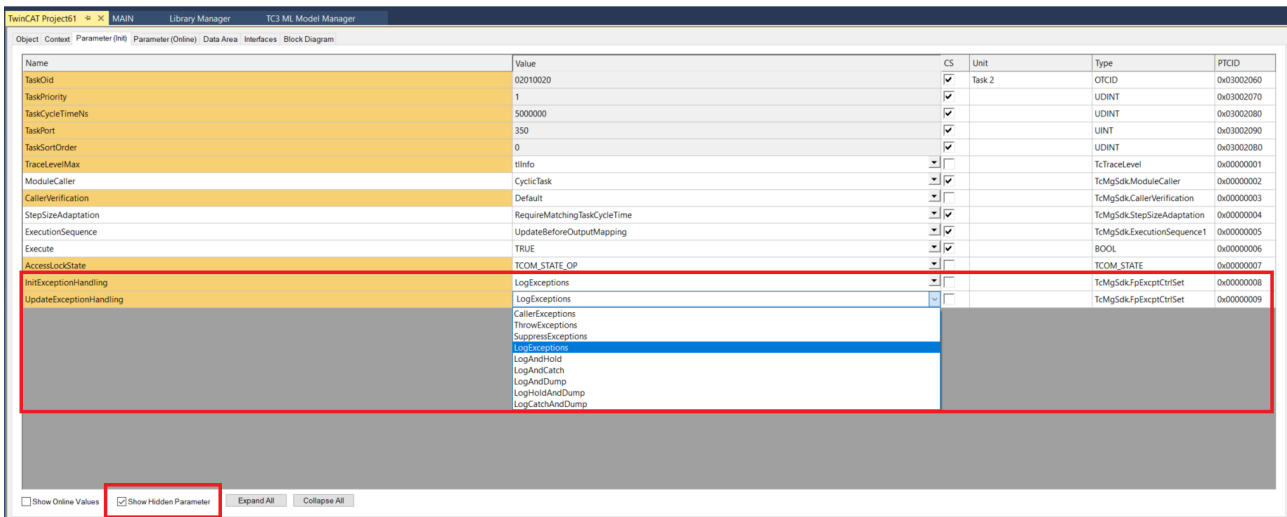 TwinCAT Project61 MAIN Library Manager TC3 ML Model Manager
Object Context Parameter (Init) Parameter (Online) Data Area Interfaces Block Diagram
Name Value CS Unit Type PTCID
TaskOid 02010020 Task 2 OTCID 0x03002060
TaskPriority 1 UDINT 0x03002070
TaskCycleTimeNs 5000000 UDINT 0x03002080
TaskPort 350 UINT 0x03002090
TaskSortOrder 0 UDINT 0x030020B0
TraceLevelMax tlInfo TcTraceLevel 0x00000001
ModuleCaller CyclicTask TcMgSdk.ModuleCaller 0x00000002
CallerVerification Default TcMgSdk.CallerVerification 0x00000003
StepSizeAdaptation RequireMatchingTaskCycleTime TcMgSdk.StepSizeAdaptation 0x00000004
ExecutionSequence UpdateBeforeOutputMapping TcMgSdk.ExecutionSequence1 0x00000005
Execute TRUE BOOL 0x00000006
AccessLockState TCOM_STATE_OP TCOM_STATE 0x00000007
InitExceptionHandling LogExceptions TcMgSdk.FpExcptCtrlSet 0x00000008
UpdateExceptionHandling LogExceptions TcMgSdk.FpExcptCtrlSet 0x00000009
CallerExceptions
ThrowExceptions
SuppressExceptions
LogExceptions
LogAndHold
LogAndCatch
LogAndDump
LogHoldAndDump
LogCatchAndDump
Show Online Values Show Hidden Parameter Expand All Collapse All